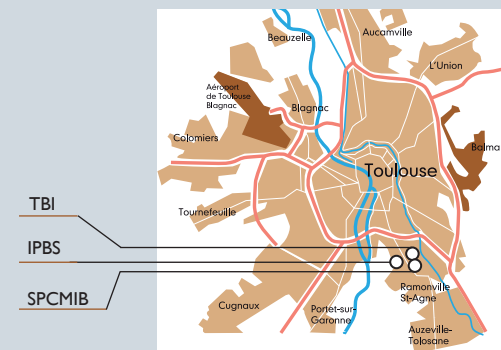 Beauzelle
Aucamville
L'Union
Aéroport
de Toulouse
Blagnac
Blagnac
Colomiers
Balma
Toulouse
TBI
Tournefeuille
IPBS
SPCMIB
Ramonville
St-Agne
Cugnaux
Portet-sur-
Garonne
Auzeville-
Tolosane